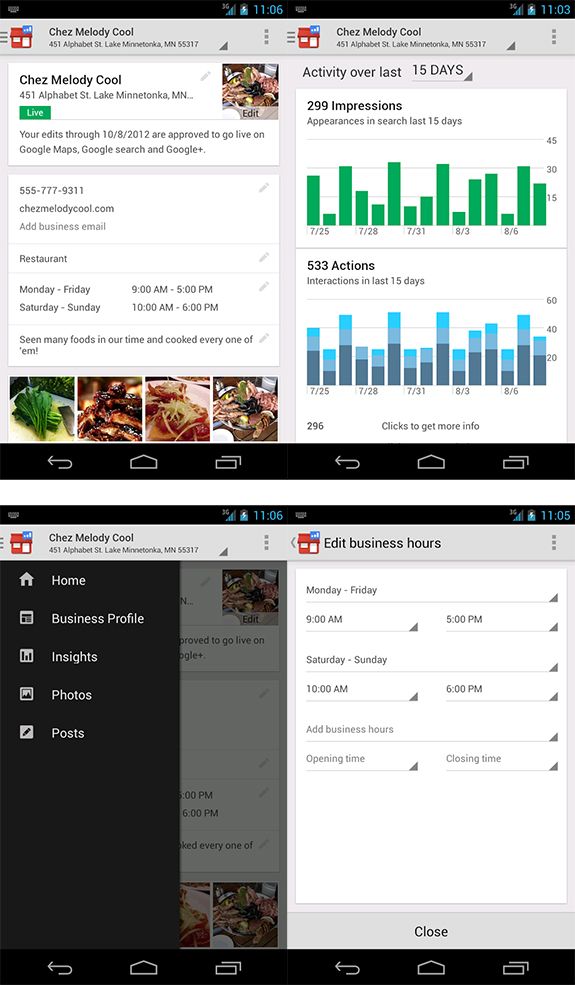 3G 11:06
Chez Melody Cool
451 Alphabet St. Lake Minnetonka, MN 55317
Chez Melody Cool
451 Alphabet St. Lake Minnetonka, MN...
Live
Edit
Your edits through 10/8/2012 are approved to go live on
Google Maps, Google search and Google+.
555-777-9311
chezmelodycool.com
Add business email
Restaurant
Monday - Friday 9:00 AM - 5:00 PM
Saturday - Sunday 10:00 AM - 6:00 PM
Seen many foods in our time and cooked every one of
'em!
3G 11:03
Chez Melody Cool
451 Alphabet St. Lake Minnetonka, MN 55317
Activity over last 15 DAYS
299 Impressions
Appearances in search last 15 days
45
30
15
7/25 7/28 7/31 8/3 8/6
533 Actions
Interactions in last 15 days
60
40
20
7/25 7/28 7/31 8/3 8/6
296 Clicks to get more info
3G 11:06
Chez Melody Cool
451 Alphabet St. Lake Minnetonka, MN 55317
Home
Business Profile
Insights
Photos
Posts
N...
Edit
proved to go live on
ogle+.
5:00 PM
6:00 PM
oked every one of
3G 11:05
Edit business hours
Monday - Friday
9:00 AM 5:00 PM
Saturday - Sunday
10:00 AM 6:00 PM
Add business hours
Opening time Closing time
Close